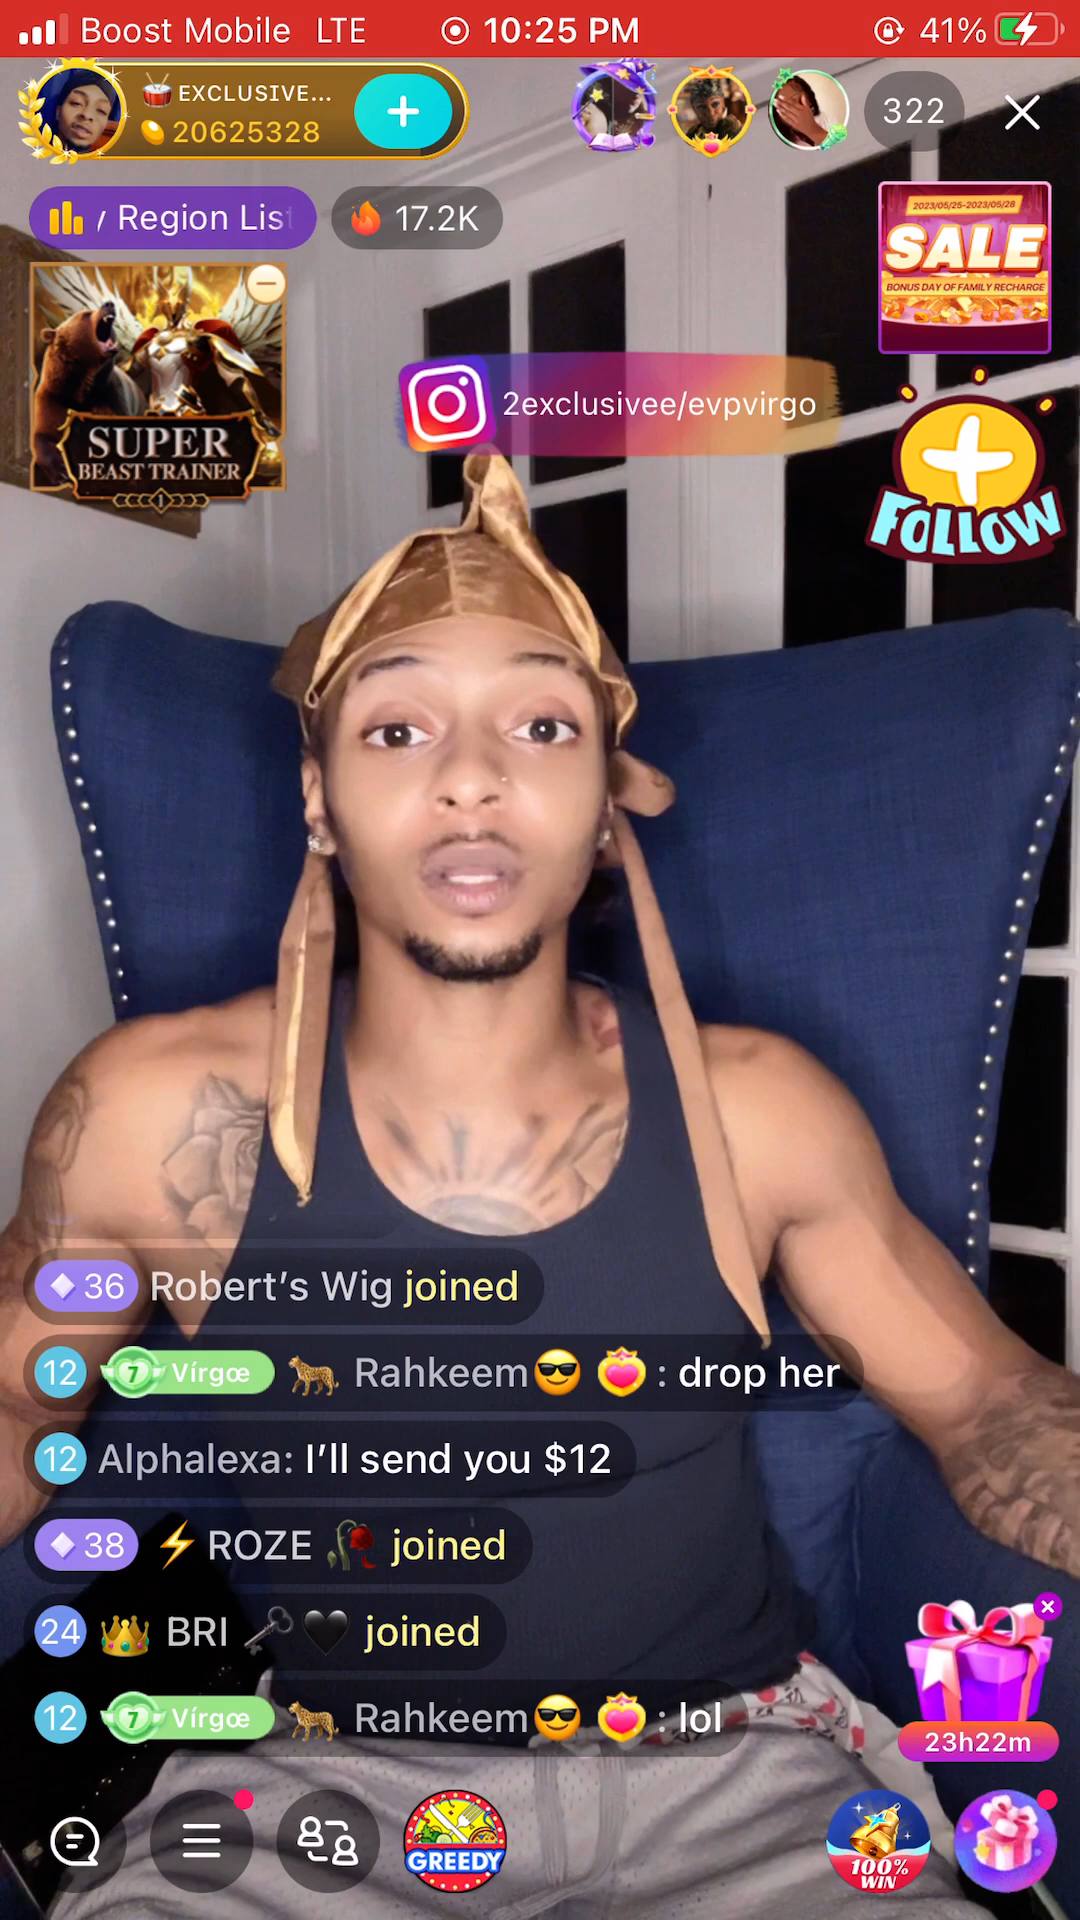 Boost Mobile LTE 10:25 PM 41%
EXCLUSIVE...
20625328
322
/ Region List
17.2K
2023/05/25-2023/05/28
SALE
BONUS DAY OF FAMILY RECHARGE
2exclusivee/evpvirgo
SUPER
BEAST TRAINER
1
FOLLOW
36 Robert's Wig joined
12 7 Vírgœ 🐆 Rahkeem😎 💗 : drop her
12 Alphalexa: I'll send you $12
38 ⚡ ROZE 🥀 joined
24 👑 BRI 🗝🖤 joined
12 7 Vírgœ 🐆 Rahkeem😎 💗 : lol
23h22m
GREEDY
100%
WIN